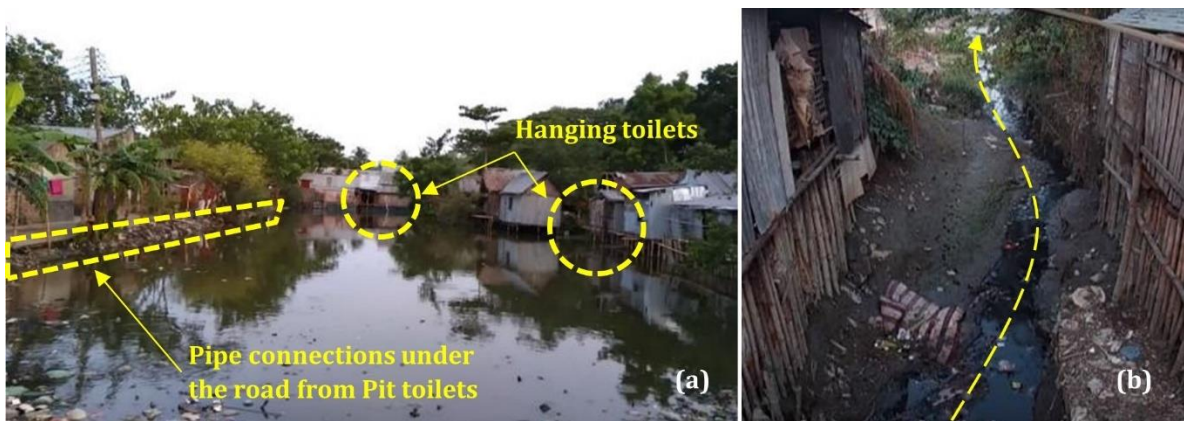 Hanging toilets
Pipe connections under
the road from Pit toilets
(a)
(b)